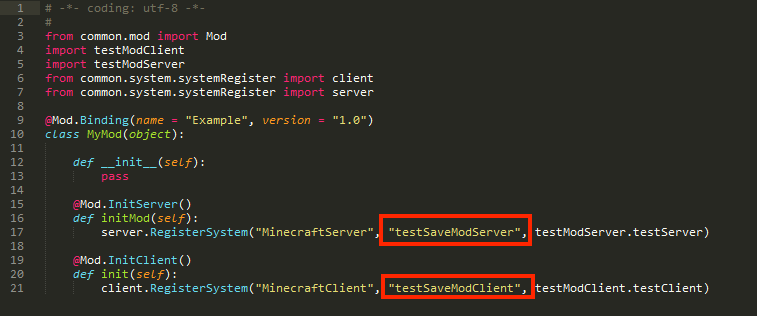 1 # -*- coding: utf-8 -*-
2 #
3 from common.mod import Mod
4 import testModClient
5 import testModServer
6 from common.system.systemRegister import client
7 from common.system.systemRegister import server
8
9 @Mod.Binding(name = "Example", version = "1.0")
10 class MyMod(object):
11
12     def __init__(self):
13         pass
14
15     @Mod.InitServer()
16     def initMod(self):
17         server.RegisterSystem("MinecraftServer", "testSaveModServer", testModServer.testServer)
18
19     @Mod.InitClient()
20     def init(self):
21         client.RegisterSystem("MinecraftClient", "testSaveModClient", testModClient.testClient)